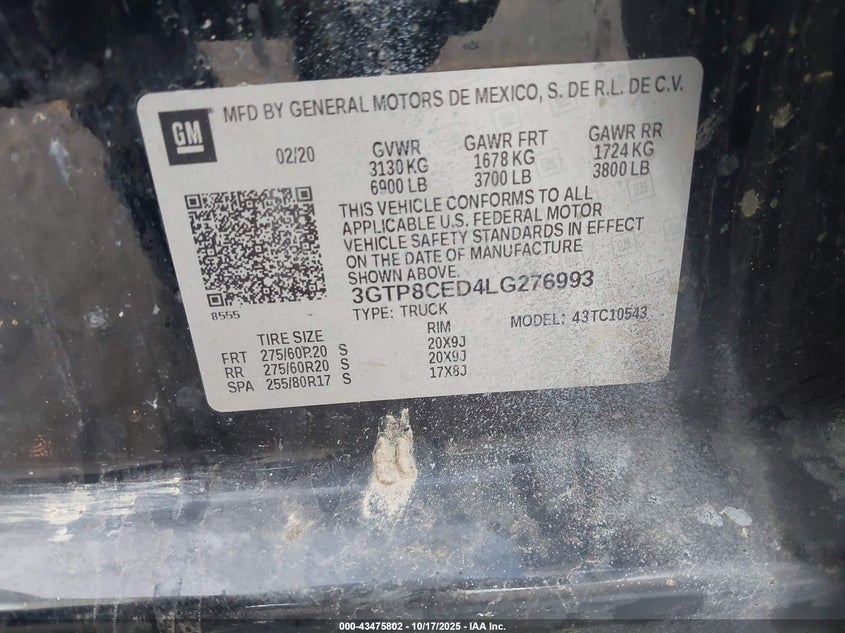 GM
MFD BY GENERAL MOTORS DE MEXICO, S. DE R.L. DE C.V.
02/20 GVWR GAWR FRT GAWR RR
3130 KG 1678 KG 1724 KG
6900 LB 3700 LB 3800 LB
THIS VEHICLE CONFORMS TO ALL
APPLICABLE U.S. FEDERAL MOTOR
VEHICLE SAFETY STANDARDS IN EFFECT
ON THE DATE OF MANUFACTURE
SHOWN ABOVE.
3GTP8CED4LG276993
8555 TYPE: TRUCK MODEL: 43TC10543
TIRE SIZE RIM
FRT 275/60R20 S 20X9J
RR 275/60R20 S 20X9J
SPA 255/80R17 S 17X8J
000-43475802 - 10/17/2025 - IAA Inc.